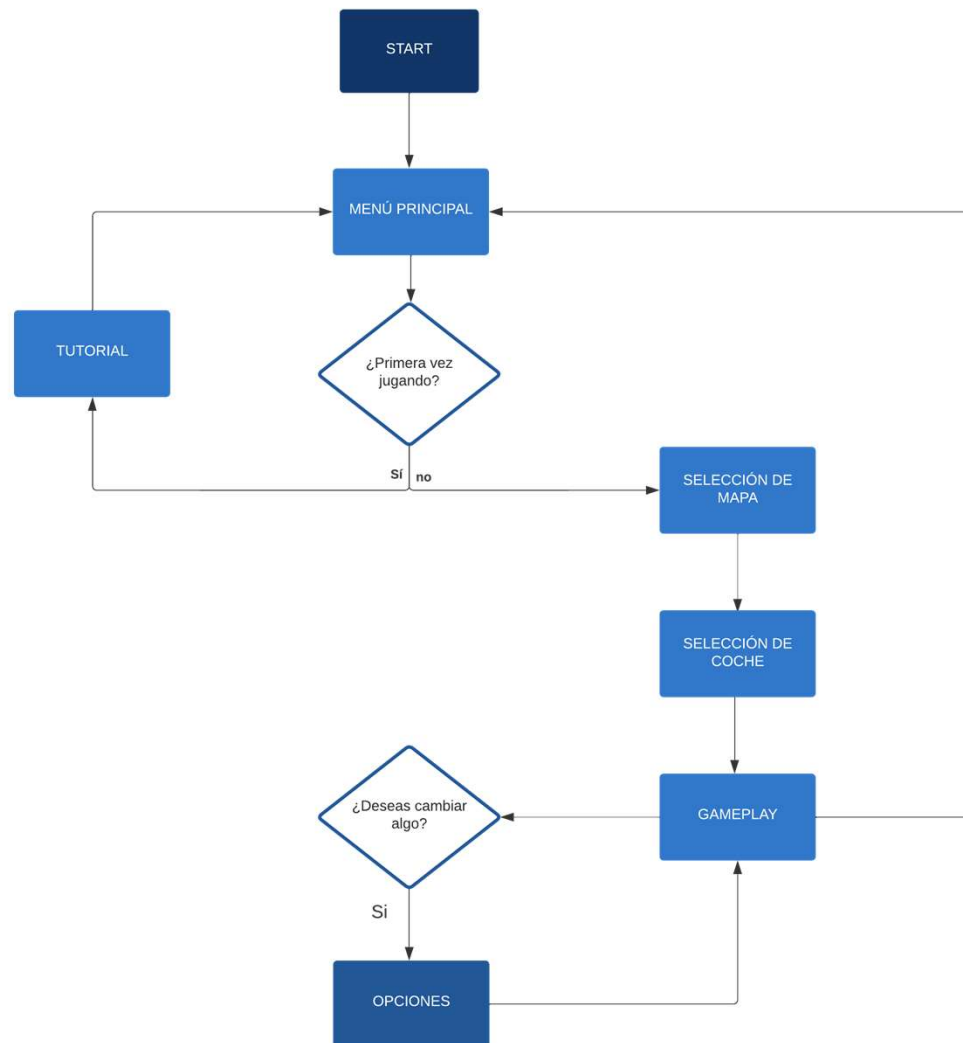 START
MENÚ PRINCIPAL
TUTORIAL
¿Primera vez
jugando?
Sí
no
SELECCIÓN DE
MAPA
SELECCIÓN DE
COCHE
¿Deseas cambiar
algo?
GAMEPLAY
Si
OPCIONES